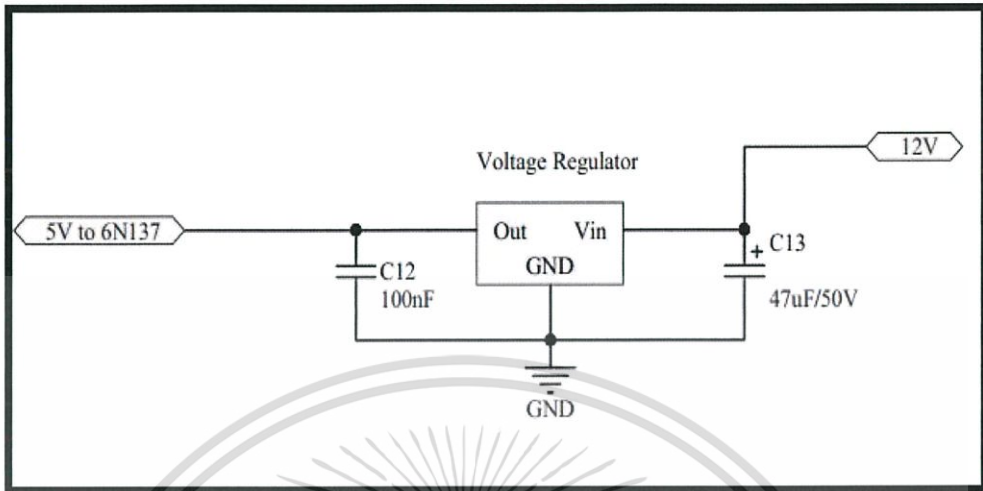 Voltage Regulator
12V
5V to 6N137
Out
Vin
GND
C12
100nF
+
C13
47uF/50V
GND